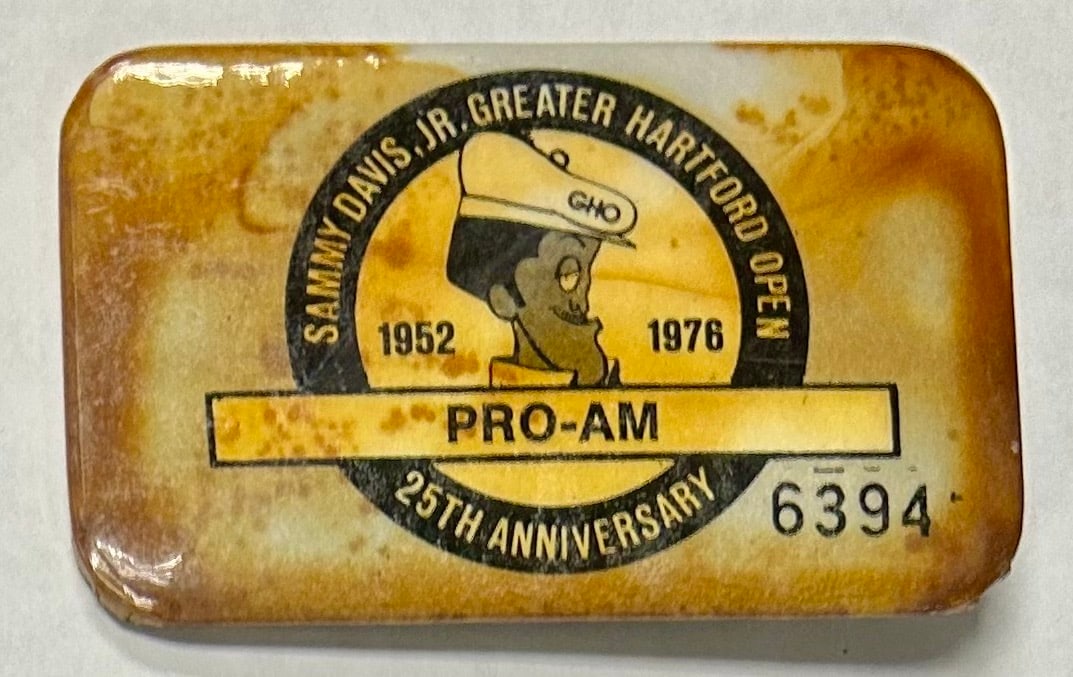 SAMMY DAVIS, JR. GREATER HARTFORD OPEN
GHO
1952 1976
PRO-AM
25TH ANNIVERSARY
6394